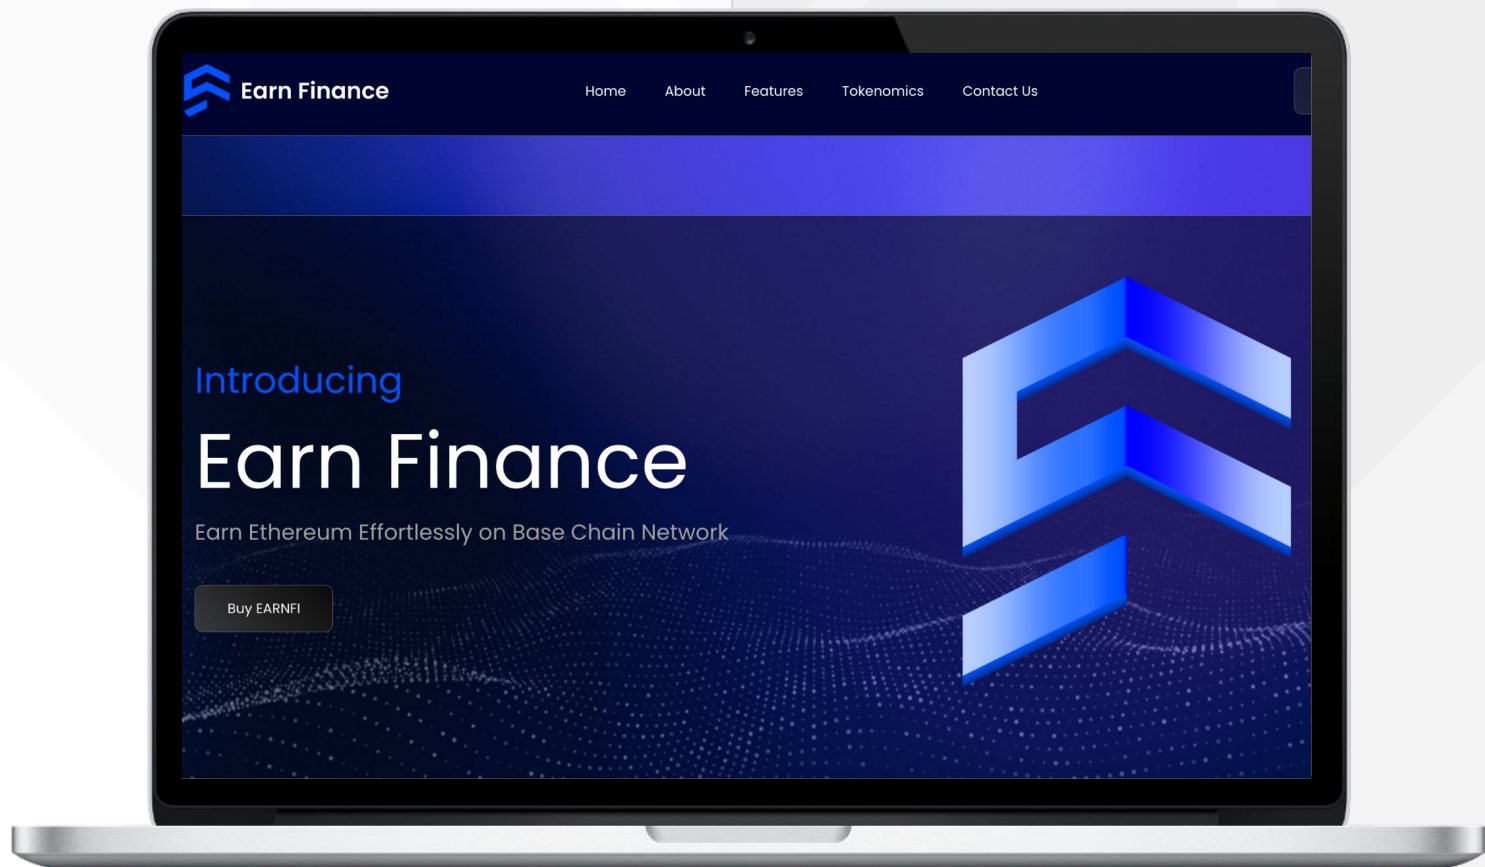 Earn Finance
Home About Features Tokenomics Contact Us
Introducing
Earn Finance
Earn Ethereum Effortlessly on Base Chain Network
Buy EARNFI